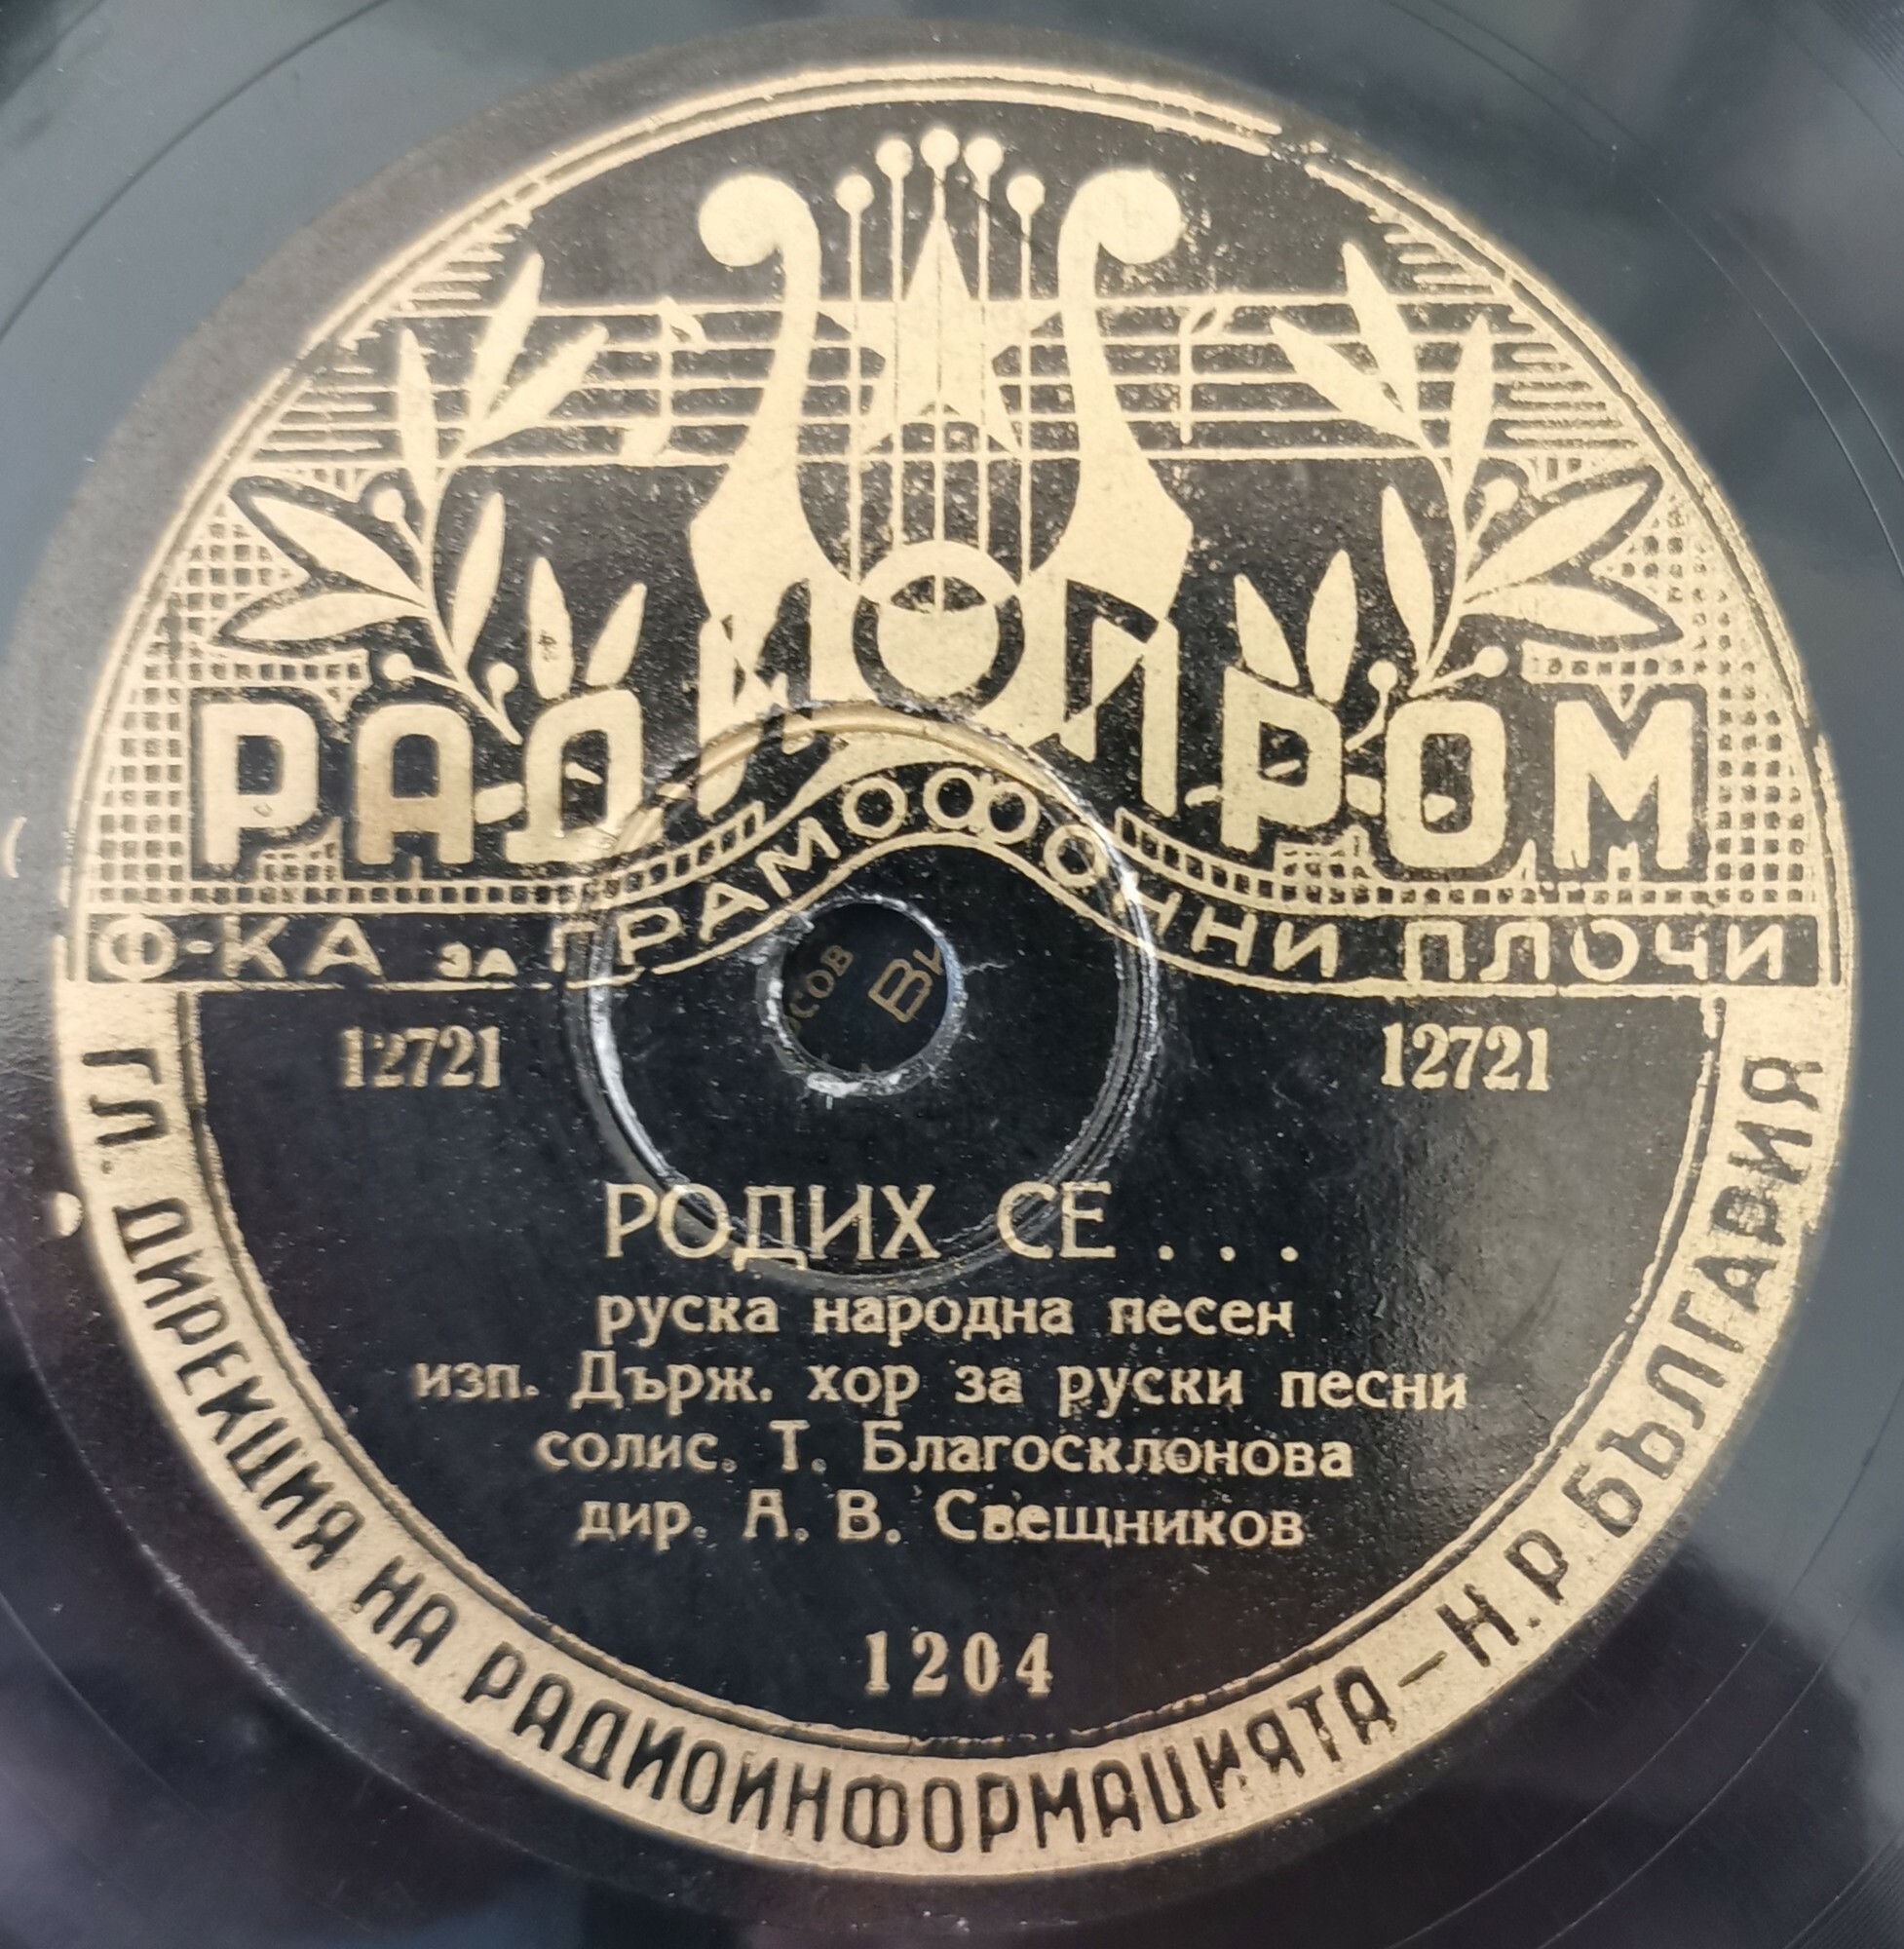 РАДИОПРОМ
Ф-КА за ГРАМОФОННИ ПЛОЧИ
12721 12721
РОДИХ СЕ . . .
руска народна песен
изп. Държ. хор за руски песни
солис. Т. Благосклонова
дир. А. В. Свещников
1204
ГЛ. ДИРЕКЦИЯ НА РАДИОИНФОРМАЦИЯТА – Н.Р БЪЛГАРИЯ